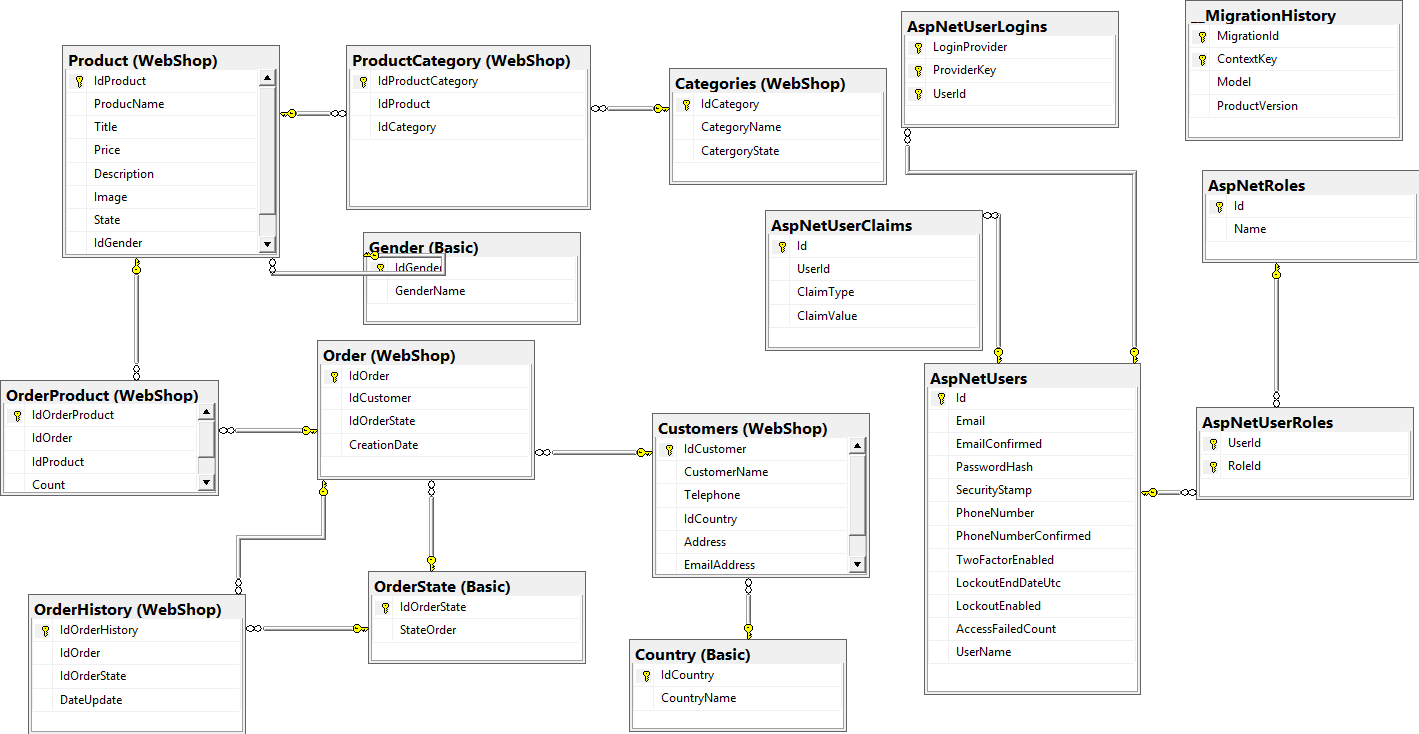 Product (WebShop)
IdProduct
ProducName
Title
Price
Description
Image
State
IdGender
ProductCategory (WebShop)
IdProductCategory
IdProduct
IdCategory
Categories (WebShop)
IdCategory
CategoryName
CatergoryState
AspNetUserLogins
LoginProvider
ProviderKey
UserId
__MigrationHistory
MigrationId
ContextKey
Model
ProductVersion
AspNetRoles
Id
Name
AspNetUserClaims
Id
UserId
ClaimType
ClaimValue
Gender (Basic)
IdGender
GenderName
Order (WebShop)
IdOrder
IdCustomer
IdOrderState
CreationDate
OrderProduct (WebShop)
IdOrderProduct
IdOrder
IdProduct
Count
Customers (WebShop)
IdCustomer
CustomerName
Telephone
IdCountry
Address
EmailAddress
AspNetUsers
Id
Email
EmailConfirmed
PasswordHash
SecurityStamp
PhoneNumber
PhoneNumberConfirmed
TwoFactorEnabled
LockoutEndDateUtc
LockoutEnabled
AccessFailedCount
UserName
AspNetUserRoles
UserId
RoleId
OrderHistory (WebShop)
IdOrderHistory
IdOrder
IdOrderState
DateUpdate
OrderState (Basic)
IdOrderState
StateOrder
Country (Basic)
IdCountry
CountryName